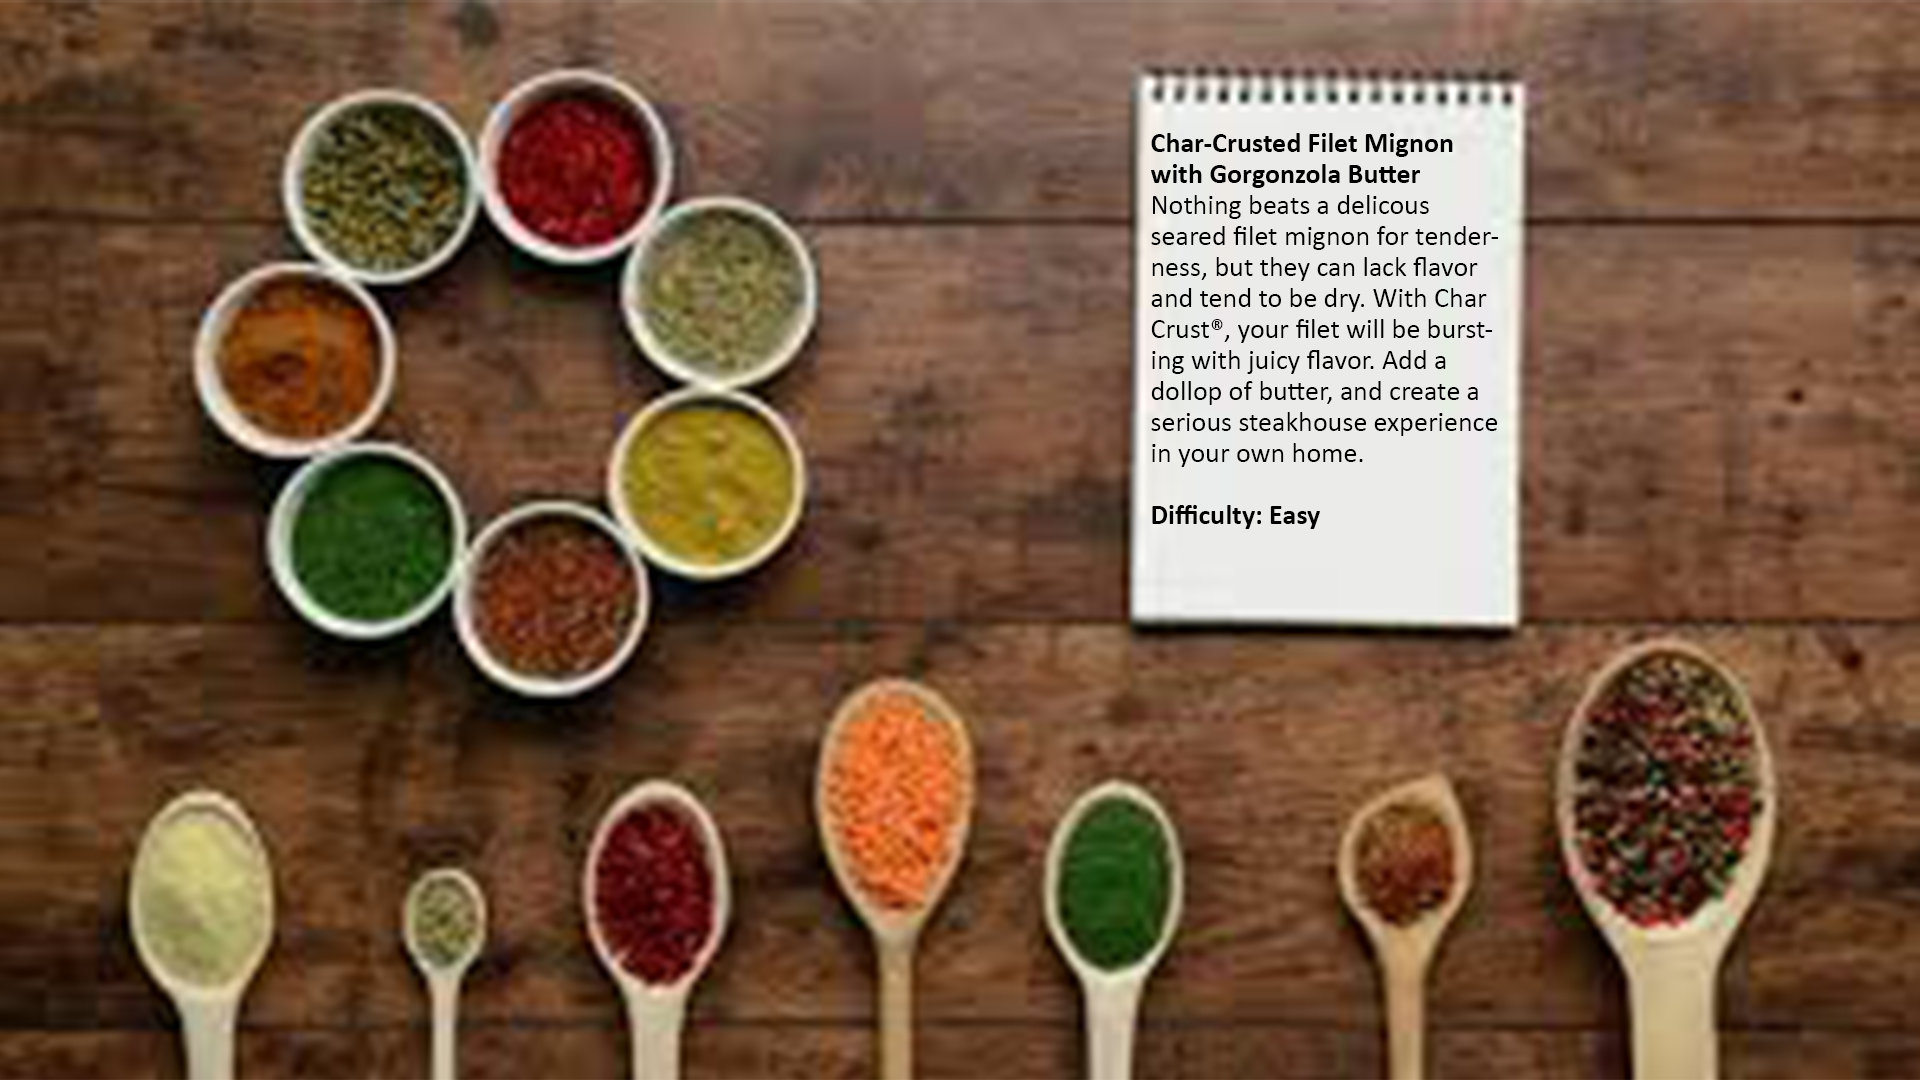 Char-Crusted Filet Mignon
with Gorgonzola Butter
Nothing beats a delicous
seared filet mignon for tender-
ness, but they can lack flavor
and tend to be dry. With Char
Crust®, your filet will be burst-
ing with juicy flavor. Add a
dollop of butter, and create a
serious steakhouse experience
in your own home.
Difficulty: Easy